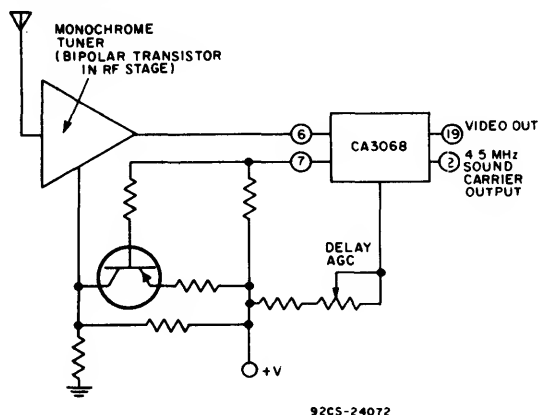 MONOCHROME
TUNER
(BIPOLAR TRANSISTOR
IN RF STAGE)
6
CA3068
19 VIDEO OUT
7
2 4 5 MHz
SOUND
CARRIER
OUTPUT
DELAY
AGC
+V
92CS-24072